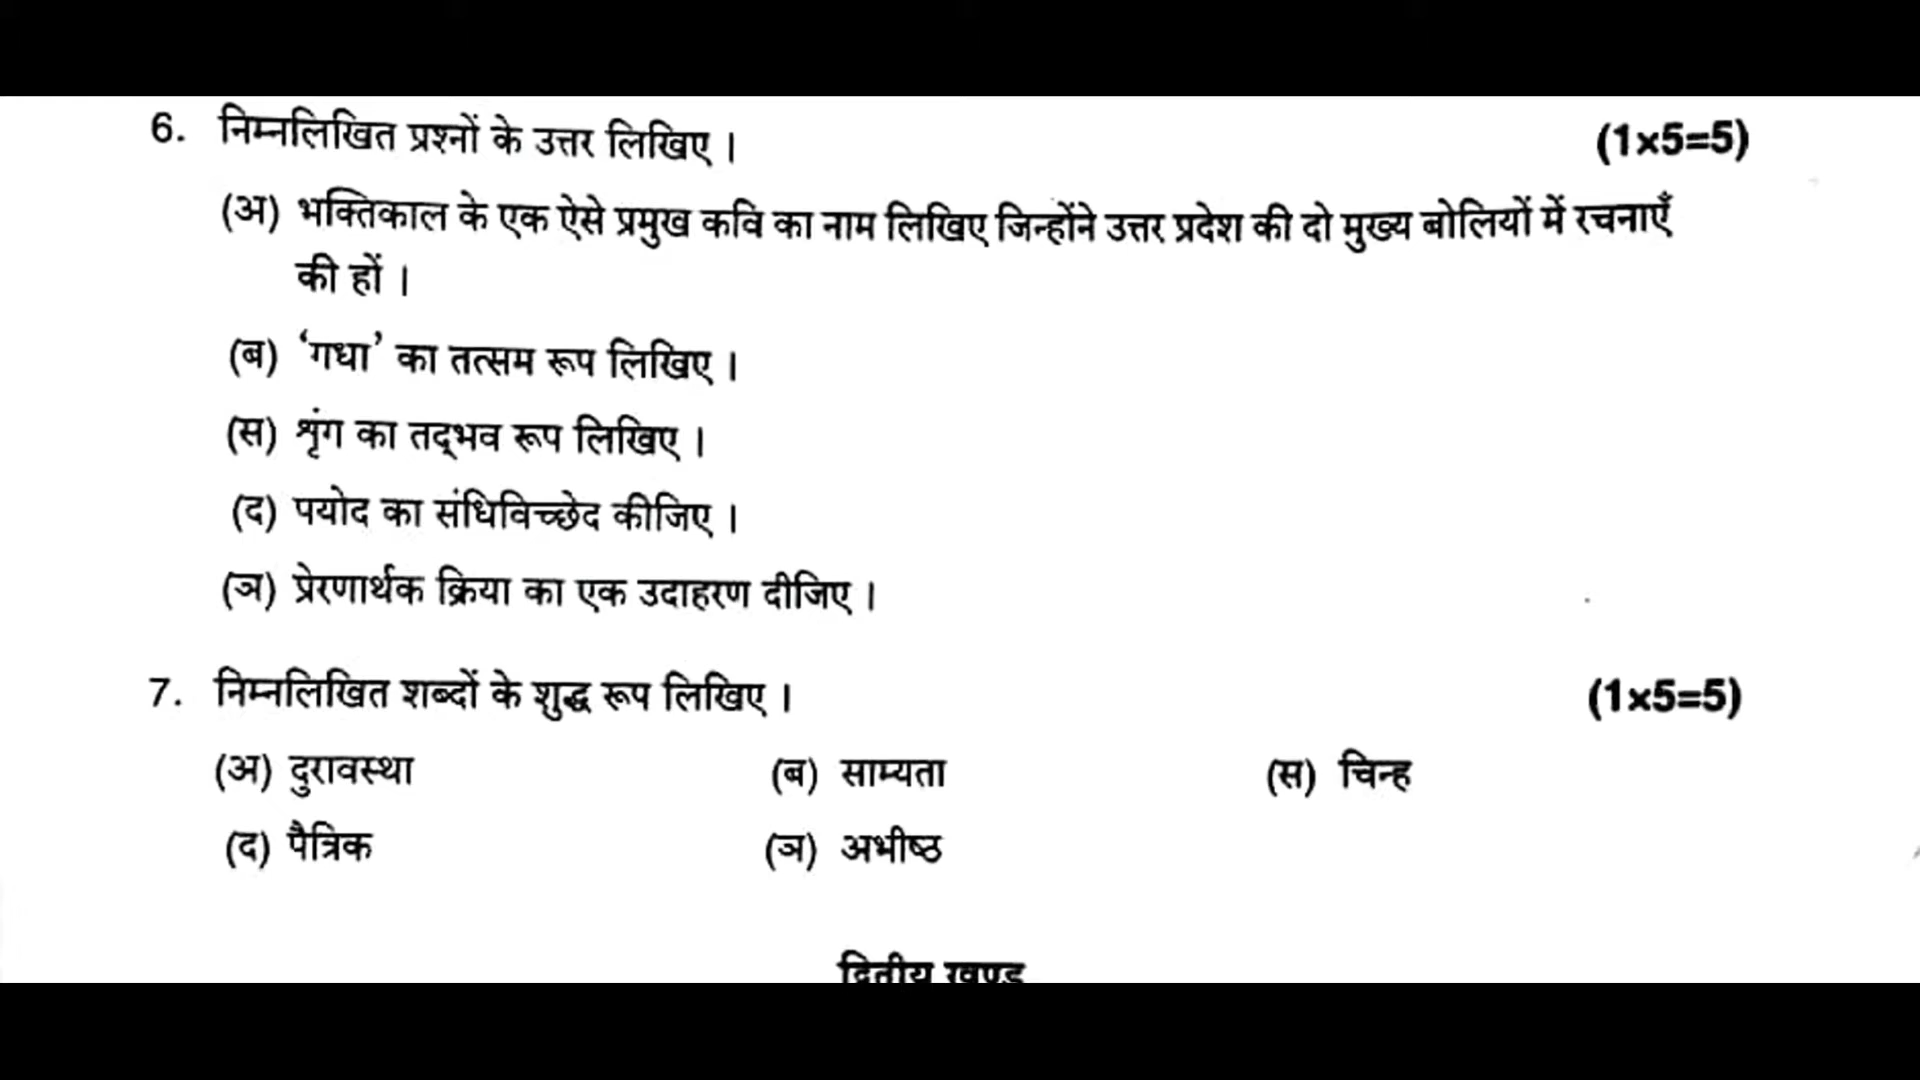 6. निम्नलिखित प्रश्नों के उत्तर लिखिए । (1×5=5)
(अ) भक्तिकाल के एक ऐसे प्रमुख कवि का नाम लिखिए जिन्होंने उत्तर प्रदेश की दो मुख्य बोलियों में रचनाएँ
की हों ।
(ब) ‘गधा’ का तत्सम रूप लिखिए ।
(स) शृंग का तद्‌भव रूप लिखिए ।
(द) पयोद का संधिविच्छेद कीजिए ।
(ञ) प्रेरणार्थक क्रिया का एक उदाहरण दीजिए ।
7. निम्नलिखित शब्दों के शुद्ध रूप लिखिए । (1×5=5)
(अ) दुरावस्था (ब) साम्यता (स) चिन्ह
(द) पैत्रिक (ञ) अभीष्ठ
द्वितीय खण्ड